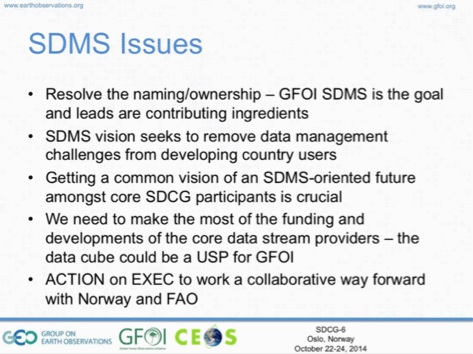 www.earthobservations.org
www.gfoi.org
SDMS Issues
• Resolve the naming/ownership – GFOI SDMS is the goal
and leads are contributing ingredients
• SDMS vision seeks to remove data management
challenges from developing country users
• Getting a common vision of an SDMS-oriented future
amongst core SDCG participants is crucial
• We need to make the most of the funding and
developments of the core data stream providers – the
data cube could be a USP for GFOI
• ACTION on EXEC to work a collaborative way forward
with Norway and FAO
GEO GROUP ON
EARTH OBSERVATIONS
GFOI
CEOS
SDCG-6
Oslo, Norway
October 22-24, 2014